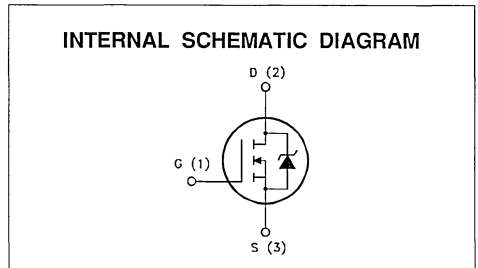 INTERNAL SCHEMATIC DIAGRAM
D (2)
G (1)
S (3)